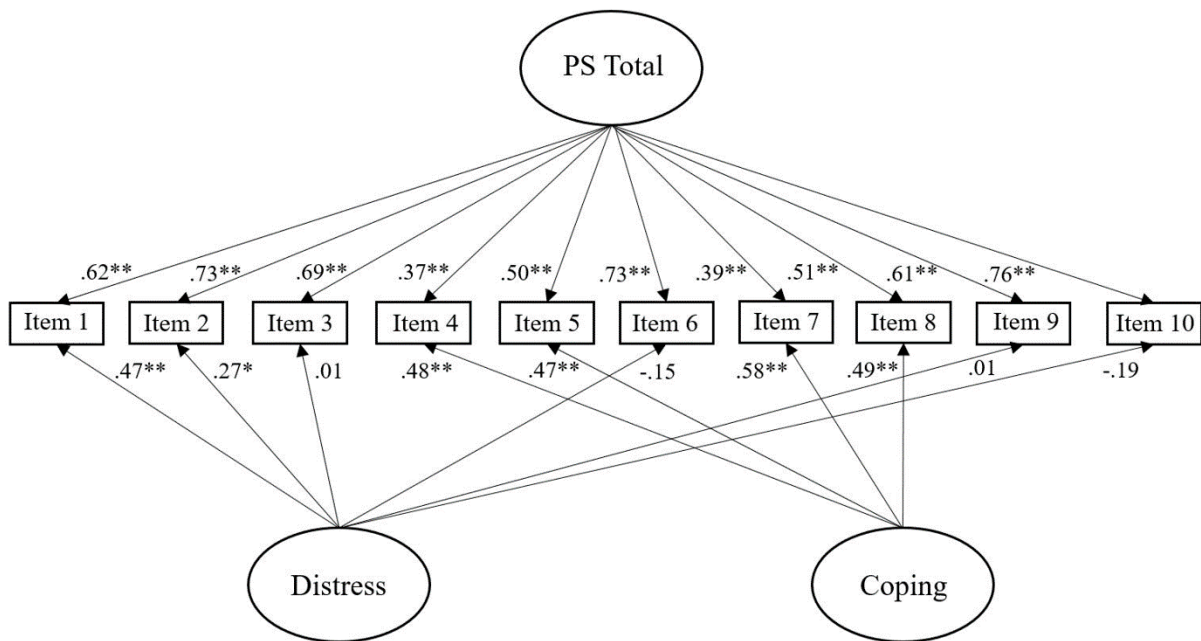 PS Total
.62** .73** .69** .37** .50** .73** .39** .51** .61** .76**
Item 1 Item 2 Item 3 Item 4 Item 5 Item 6 Item 7 Item 8 Item 9 Item 10
.47** .27* .01 .48** .47** -.15 .58** .49** .01 -.19
Distress Coping